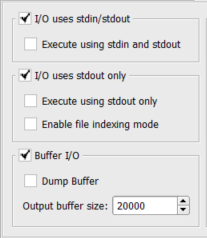 I/O uses stdin/stdout
Execute using stdin and stdout
I/O uses stdout only
Execute using stdout only
Enable file indexing mode
Buffer I/O
Dump Buffer
Output buffer size: 20000